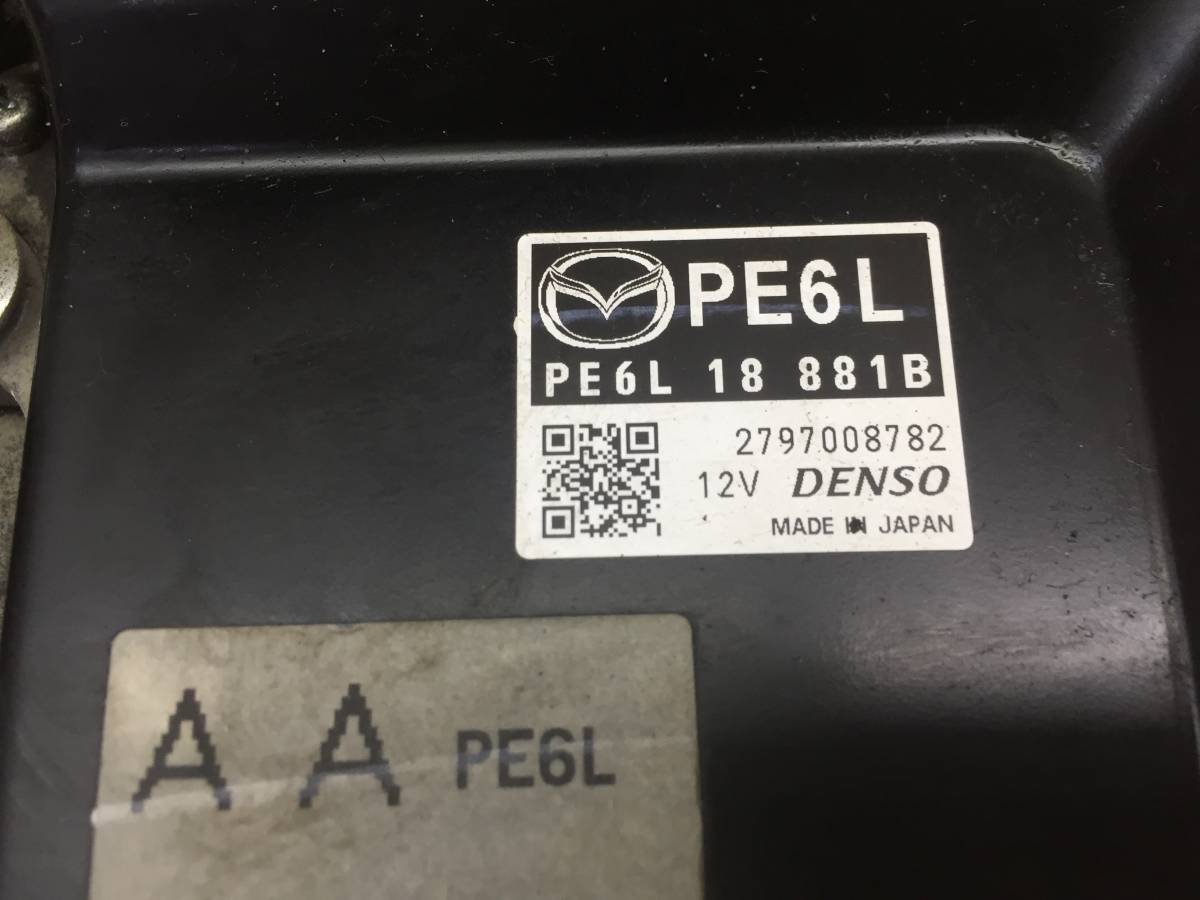 PE6L
PE6L 18 881B
2797008782
12V DENSO
MADE IN JAPAN
A A PE6L